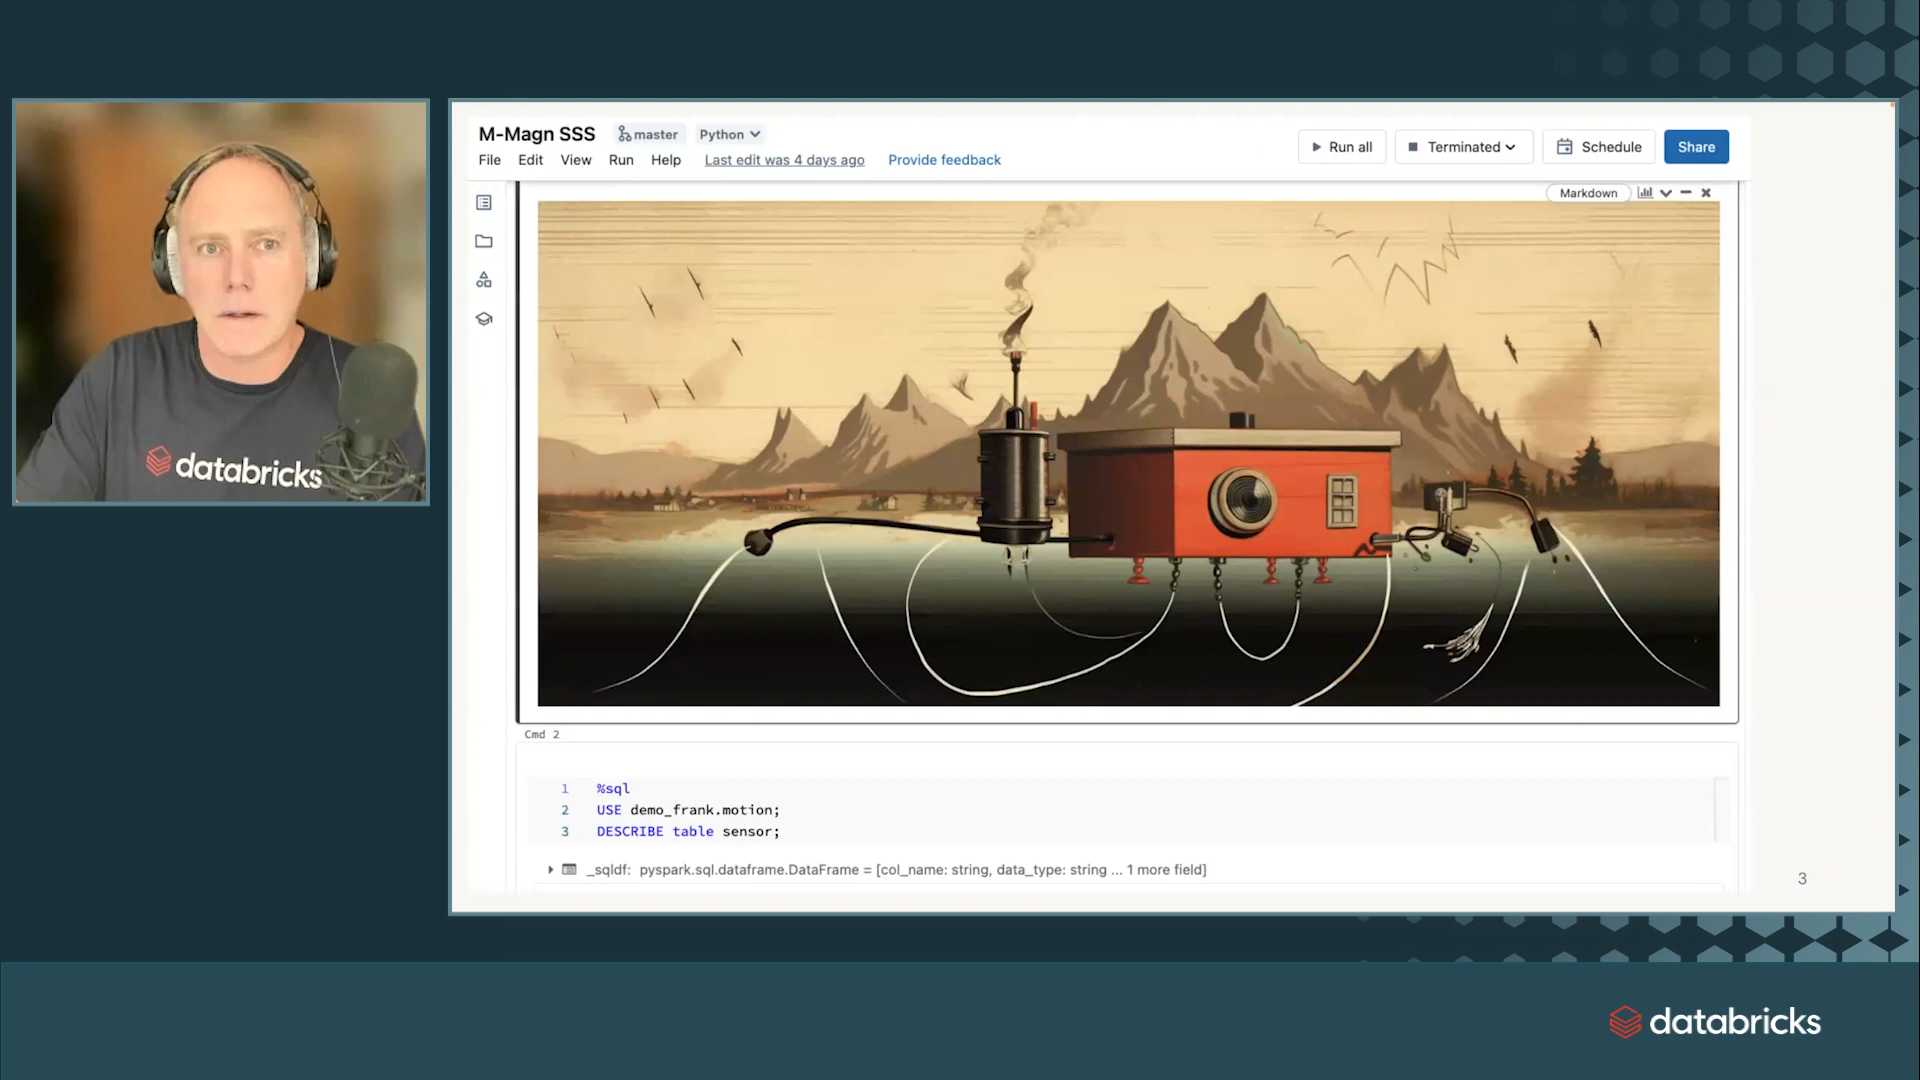 databricks
M-Magn SSS master Python
File Edit View Run Help Last edit was 4 days ago Provide feedback
Run all Terminated Schedule Share
Markdown
Cmd 2
1 %sql
2 USE demo_frank.motion;
3 DESCRIBE table sensor;
_sqldf: pyspark.sql.dataframe.DataFrame = [col_name: string, data_type: string ... 1 more field]
3
databricks